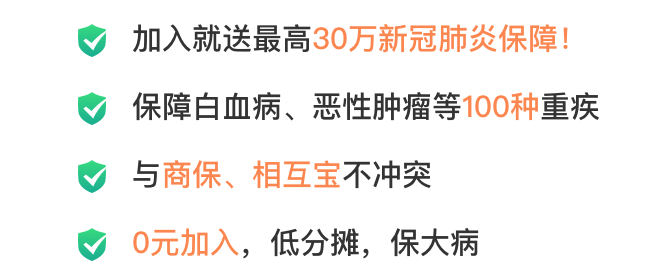 加入就送最高30万新冠肺炎保障!
保障白血病、恶性肿瘤等100种重疾
与商保、相互宝不冲突
0元加入，低分摊，保大病